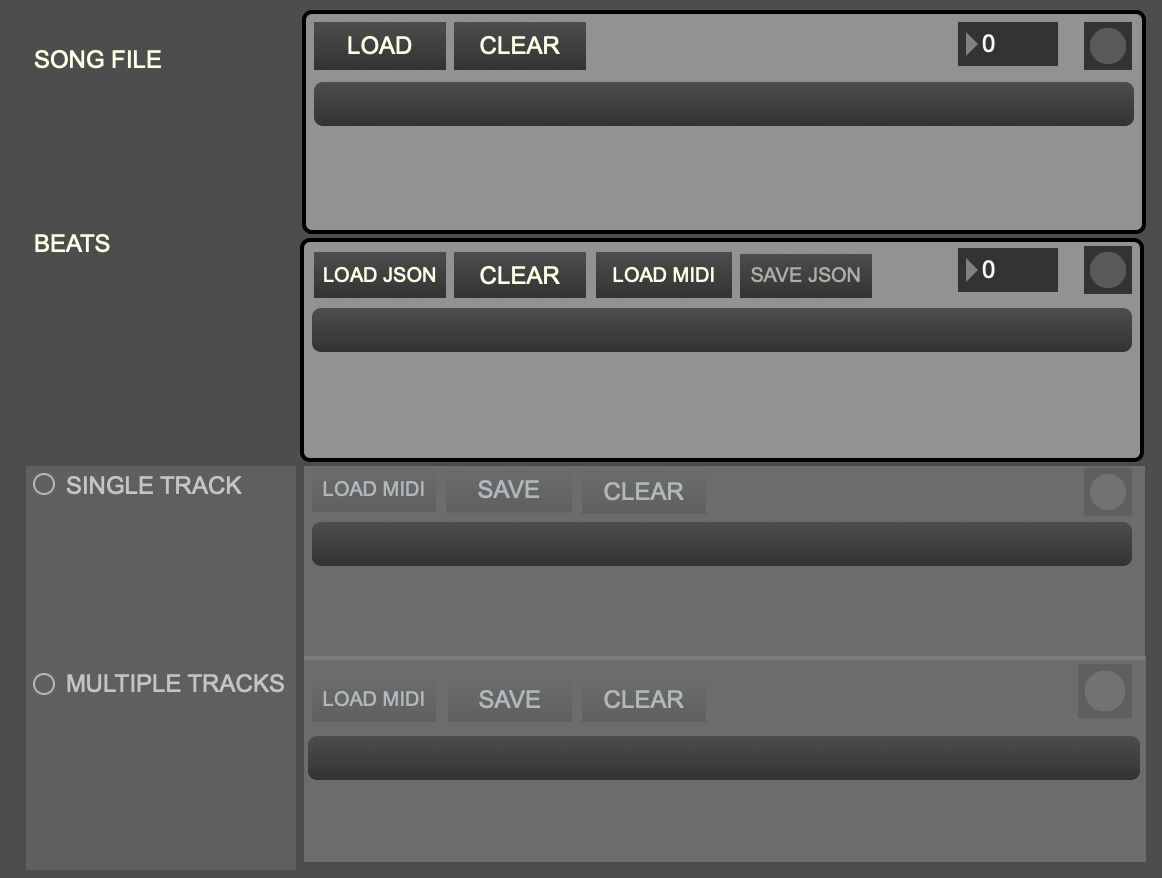 SONG FILE
LOAD CLEAR 0
BEATS
LOAD JSON CLEAR LOAD MIDI SAVE JSON 0
SINGLE TRACK
LOAD MIDI SAVE CLEAR
MULTIPLE TRACKS
LOAD MIDI SAVE CLEAR